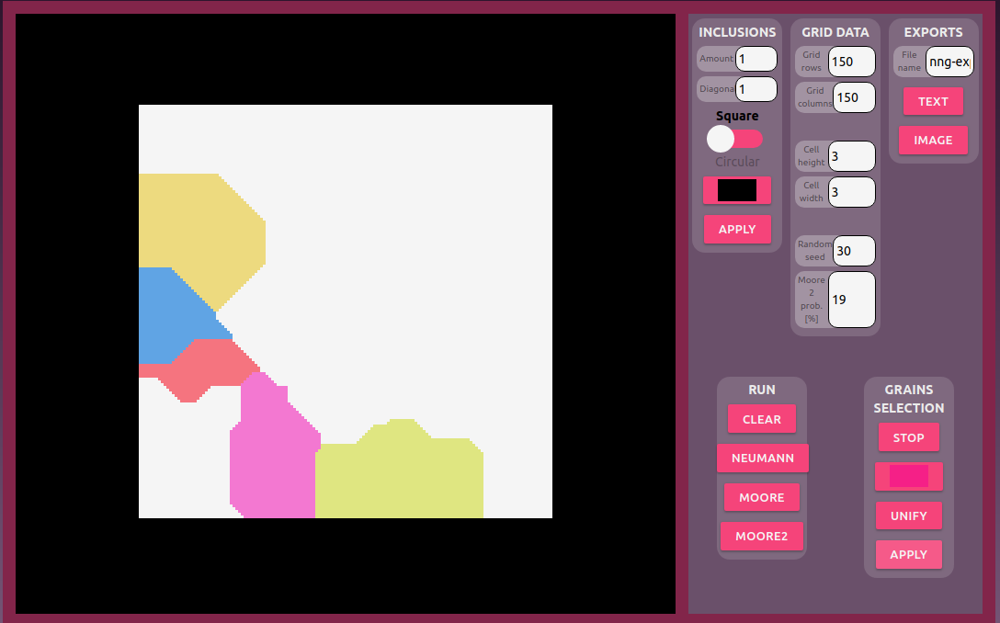 INCLUSIONS
Amount 1
Diagona 1
Square
Circular
APPLY
GRID DATA
Grid
rows
150
Grid
columns
150
Cell
height
3
Cell
width
3
Random
seed
30
Moore
2
prob.
[%]
19
EXPORTS
File
name
nng-ex
TEXT
IMAGE
RUN
CLEAR
NEUMANN
MOORE
MOORE2
GRAINS
SELECTION
STOP
UNIFY
APPLY